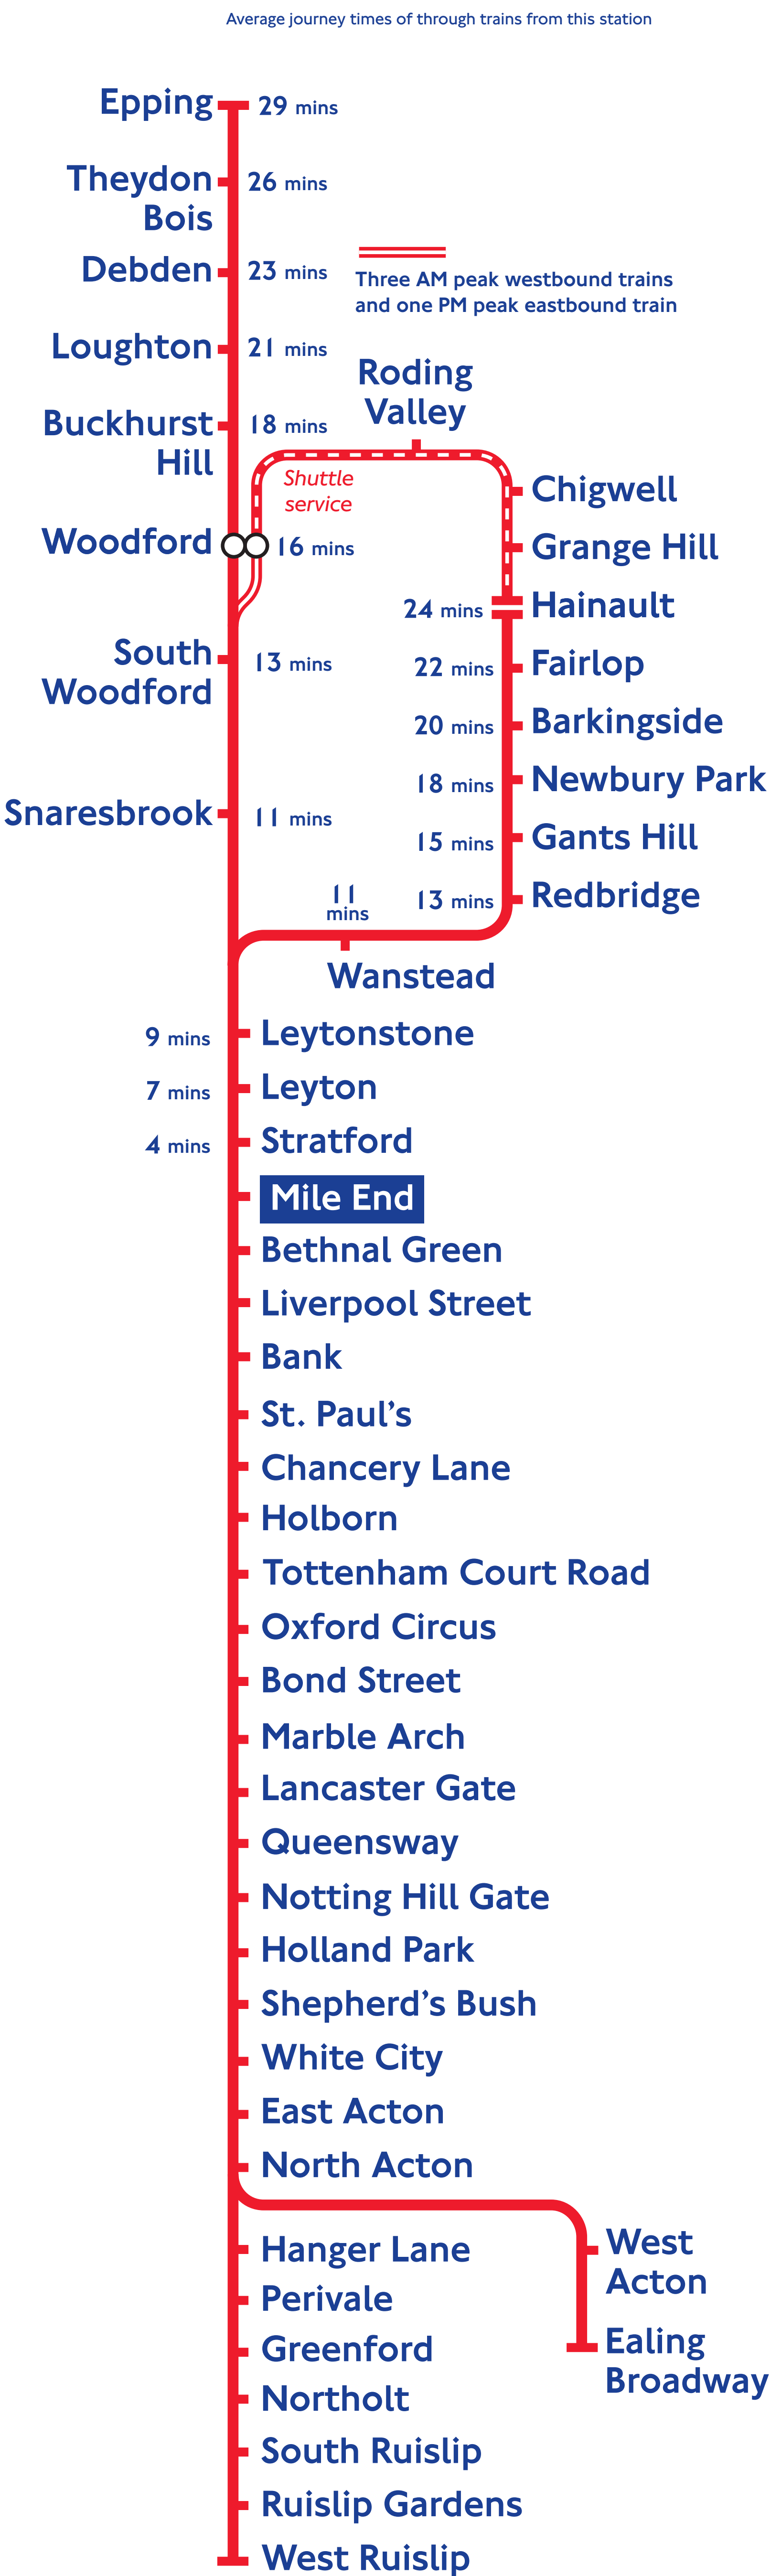 Average journey times of through trains from this station
Epping
29 mins
Theydon
Bois
26 mins
Debden
23 mins
Three AM peak westbound trains
and one PM peak eastbound train
Loughton
21 mins
Roding
Valley
Buckhurst
Hill
18 mins
Shuttle
service
Chigwell
Woodford
16 mins
Grange Hill
24 mins
Hainault
South
Woodford
13 mins
22 mins
Fairlop
20 mins
Barkingside
18 mins
Newbury Park
Snaresbrook
11 mins
15 mins
Gants Hill
11
mins
13 mins
Redbridge
Wanstead
9 mins
Leytonstone
7 mins
Leyton
4 mins
Stratford
Mile End
Bethnal Green
Liverpool Street
Bank
St. Paul's
Chancery Lane
Holborn
Tottenham Court Road
Oxford Circus
Bond Street
Marble Arch
Lancaster Gate
Queensway
Notting Hill Gate
Holland Park
Shepherd's Bush
White City
East Acton
North Acton
West
Acton
Hanger Lane
Perivale
Ealing
Broadway
Greenford
Northolt
South Ruislip
Ruislip Gardens
West Ruislip